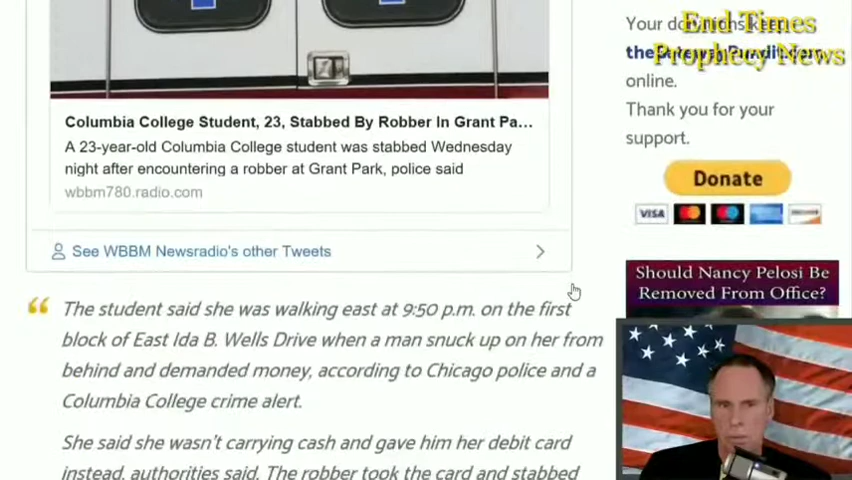 End Times
Prophecy News
Your donations keep
online.
Thank you for your
support.
Donate
VISA
Should Nancy Pelosi Be
Removed From Office?
Columbia College Student, 23, Stabbed By Robber In Grant Pa...
A 23-year-old Columbia College student was stabbed Wednesday
night after encountering a robber at Grant Park, police said
wbbm780.radio.com
See WBBM Newsradio's other Tweets
“ The student said she was walking east at 9:50 p.m. on the first
block of East Ida B. Wells Drive when a man snuck up on her from
behind and demanded money, according to Chicago police and a
Columbia College crime alert.
She said she wasn't carrying cash and gave him her debit card
instead, authorities said. The robber took the card and stabbed